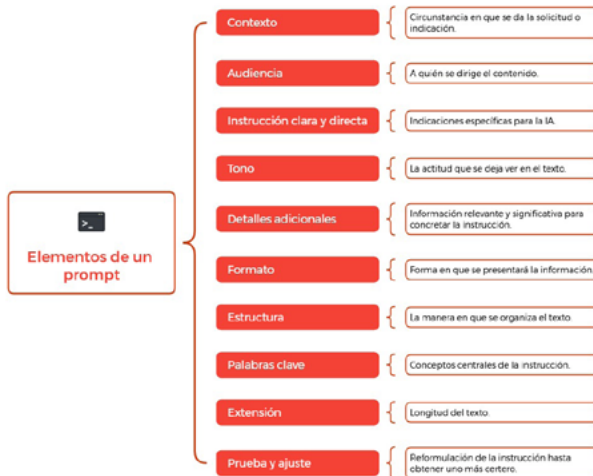 Elementos de un
prompt
Contexto
Circunstancia en que se da la solicitud o
indicación.
Audiencia
A quién se dirige el contenido.
Instrucción clara y directa
Indicaciones específicas para la IA.
Tono
La actitud que se deja ver en el texto.
Detalles adicionales
Información relevante y significativa para
concretar la instrucción.
Formato
Forma en que se presentará la información.
Estructura
La manera en que se organiza el texto.
Palabras clave
Conceptos centrales de la instrucción.
Extensión
Longitud del texto.
Prueba y ajuste
Reformulación de la instrucción hasta
obtener uno más certero.